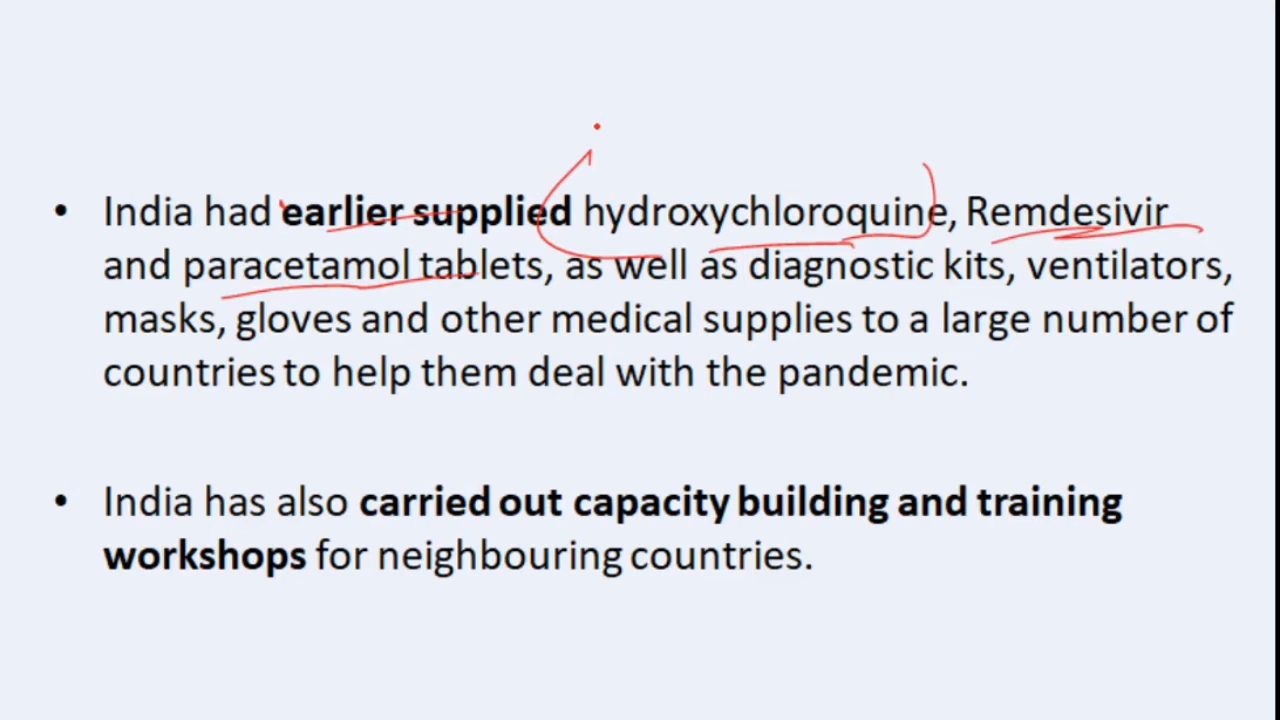 • India had earlier supplied hydroxychloroquine, Remdesivir
and paracetamol tablets, as well as diagnostic kits, ventilators,
masks, gloves and other medical supplies to a large number of
countries to help them deal with the pandemic.
• India has also carried out capacity building and training
workshops for neighbouring countries.